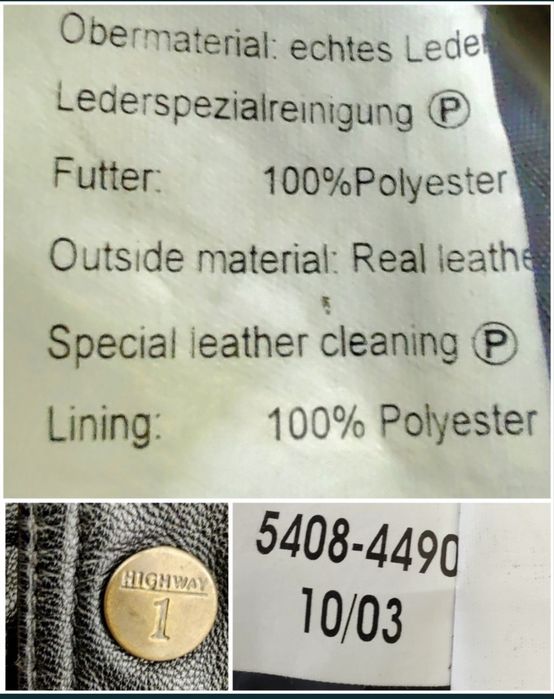 Obermaterial: echtes Leder
Lederspezialreinigung Ⓟ
Futter: 100%Polyester
Outside material: Real leathe
Special leather cleaning Ⓟ
Lining: 100% Polyester
HIGHWAY
1
5408-4490
10/03